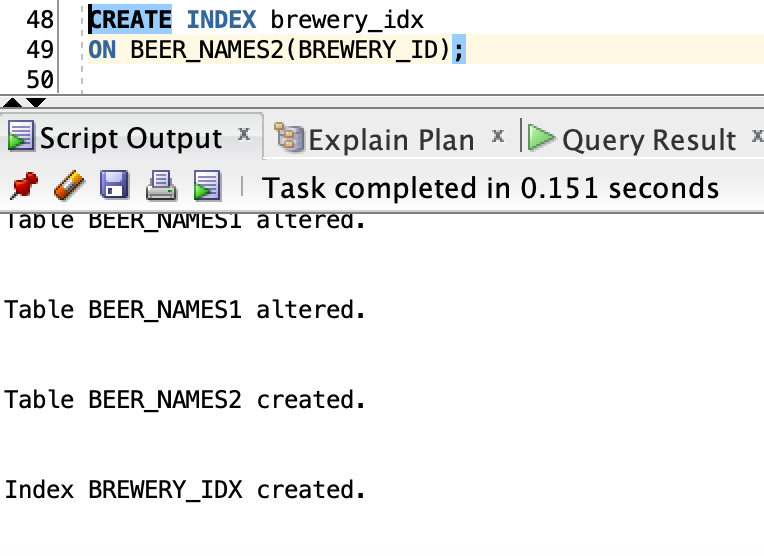 48 CREATE INDEX brewery_idx
49 ON BEER_NAMES2(BREWERY_ID);
50
Script Output x Explain Plan x Query Result x
Task completed in 0.151 seconds
Table BEER_NAMES1 altered.
Table BEER_NAMES1 altered.
Table BEER_NAMES2 created.
Index BREWERY_IDX created.